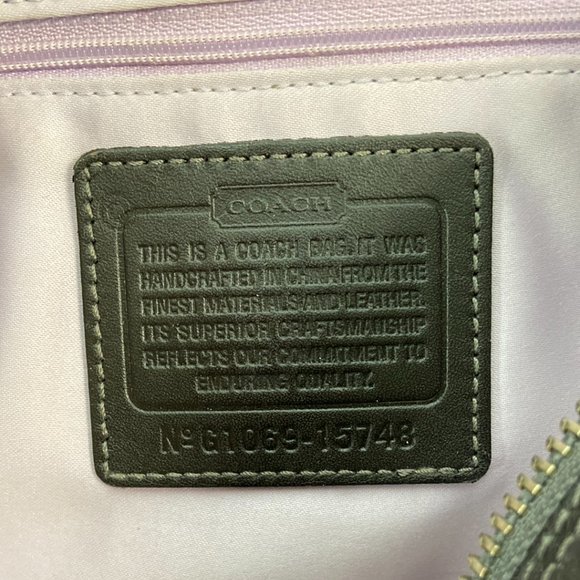 COACH
THIS IS A COACH BAG. IT WAS
HANDCRAFTED IN CHINA FROM THE
FINEST MATERIALS AND LEATHER.
ITS SUPERIOR CRAFTSMANSHIP
REFLECTS OUR COMMITMENT TO
ENDURING QUALITY.
Nº G1069-15748